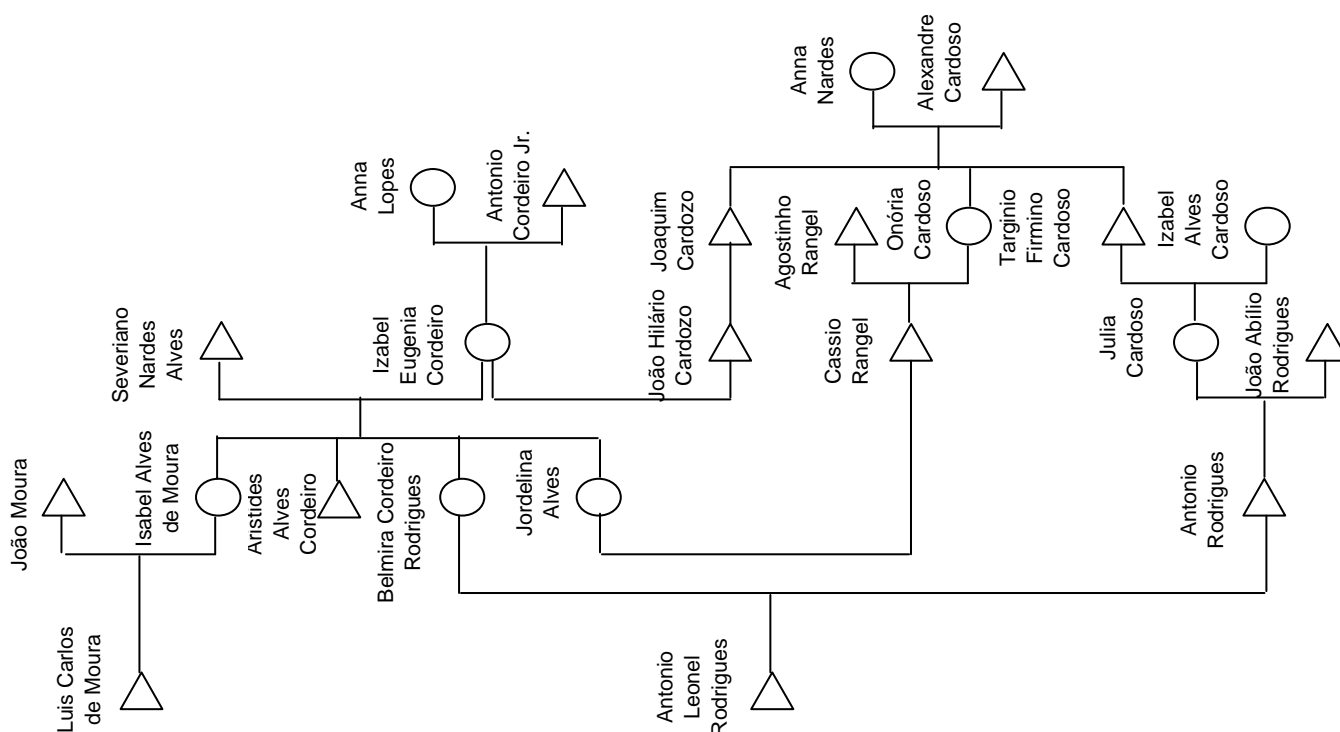 Anna
Nardes
Alexandre
Cardoso
Anna
Lopes
Antonio
Cordeiro Jr.
Joaquim
Cardozo
Agostinho
Rangel
Onória
Cardoso
Targinio
Firmino
Cardoso
Izabel
Alves
Cardoso
Severiano
Nardes
Alves
Izabel
Eugenia
Cordeiro
João Hilário
Cardozo
Cassio
Rangel
Julia
Cardoso
João Abílio
Rodrigues
João Moura
Isabel Alves
de Moura
Aristides
Alves
Cordeiro
Belmira Cordeiro
Rodrigues
Jordelina
Alves
Antonio
Rodrigues
Luis Carlos
de Moura
Antonio
Leonel
Rodrigues